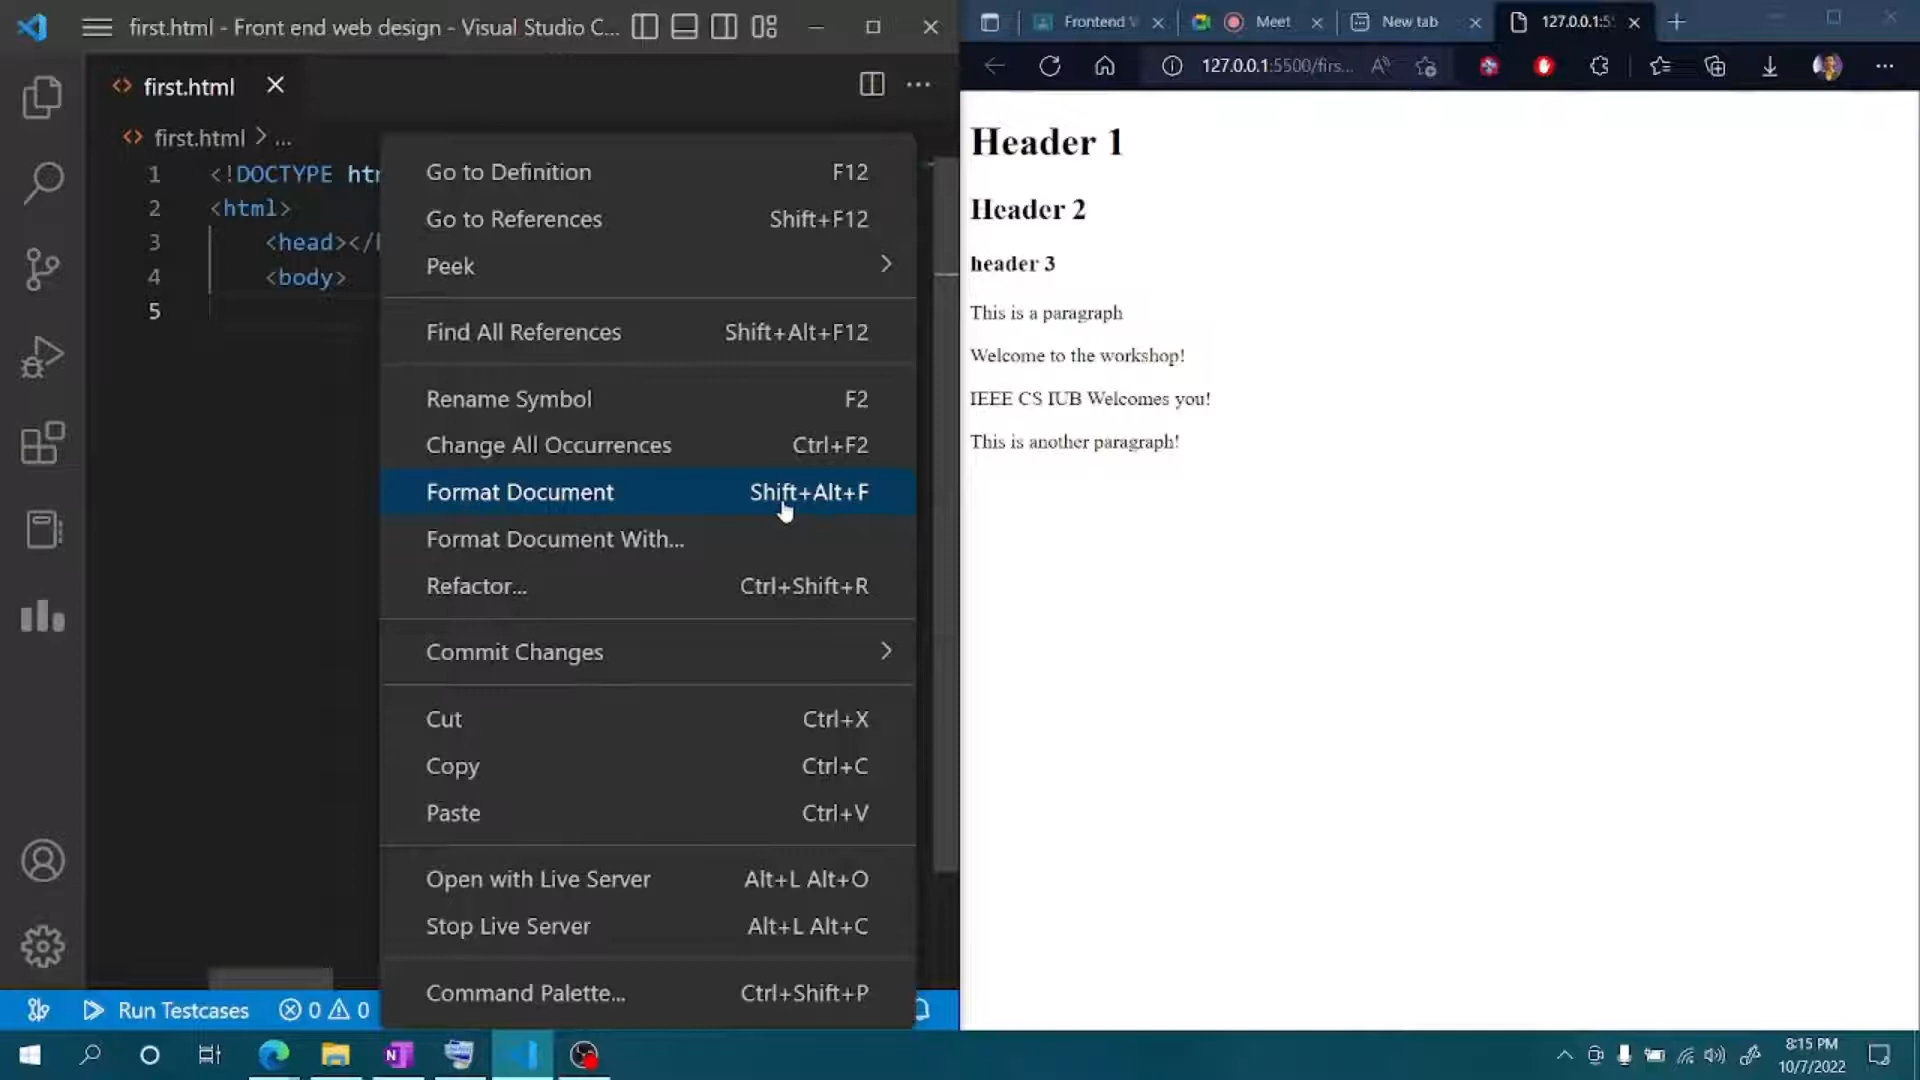 first.html - Front end web design - Visual Studio C...
first.html
first.html > ...
1 <!DOCTYPE htm
2 <html>
3 <head></h
4 <body>
5
Go to Definition F12
Go to References Shift+F12
Peek
Find All References Shift+Alt+F12
Rename Symbol F2
Change All Occurrences Ctrl+F2
Format Document Shift+Alt+F
Format Document With...
Refactor... Ctrl+Shift+R
Commit Changes
Cut Ctrl+X
Copy Ctrl+C
Paste Ctrl+V
Open with Live Server Alt+L Alt+O
Stop Live Server Alt+L Alt+C
Command Palette... Ctrl+Shift+P
Run Testcases 0 0
Frontend Meet New tab 127.0.0.1:5
127.0.0.1:5500/firs...
Header 1
Header 2
header 3
This is a paragraph
Welcome to the workshop!
IEEE CS IUB Welcomes you!
This is another paragraph!
8:15 PM
10/7/2022